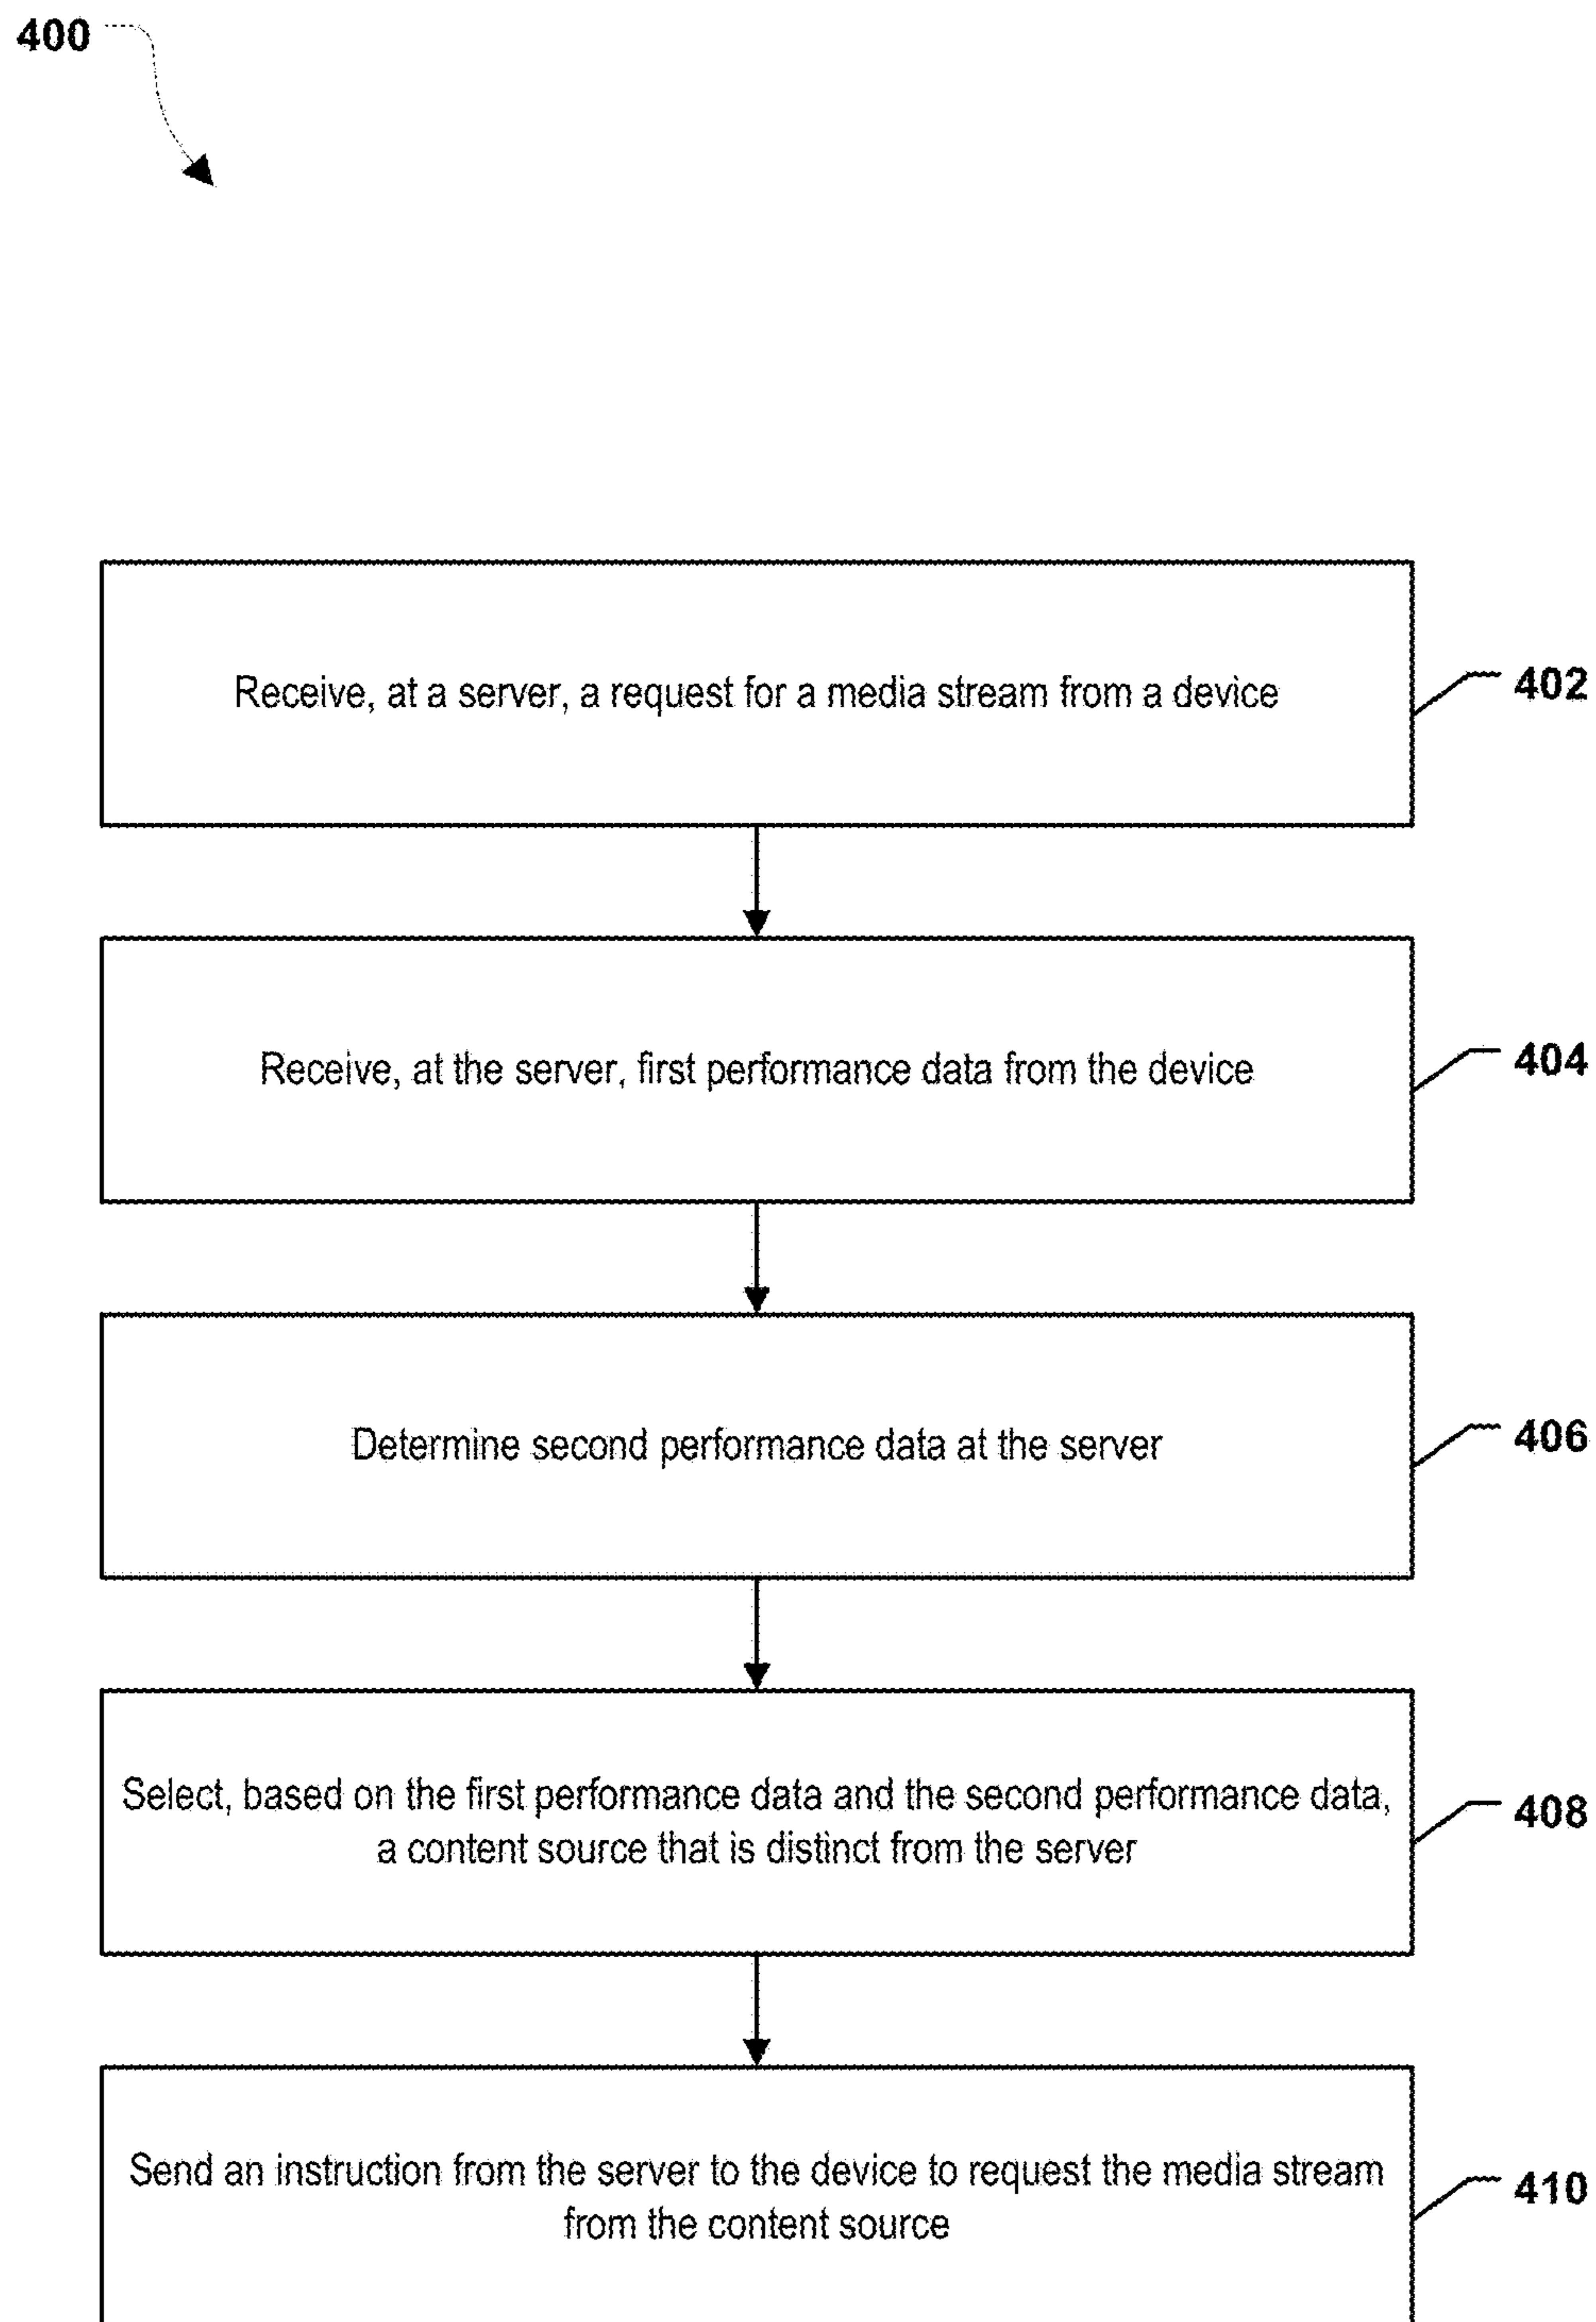 400
Receive, at a server, a request for a media stream from a device
402
Receive, at the server, first performance data from the device
404
Determine second performance data at the server
406
Select, based on the first performance data and the second performance data,
a content source that is distinct from the server
408
Send an instruction from the server to the device to request the media stream
from the content source
410